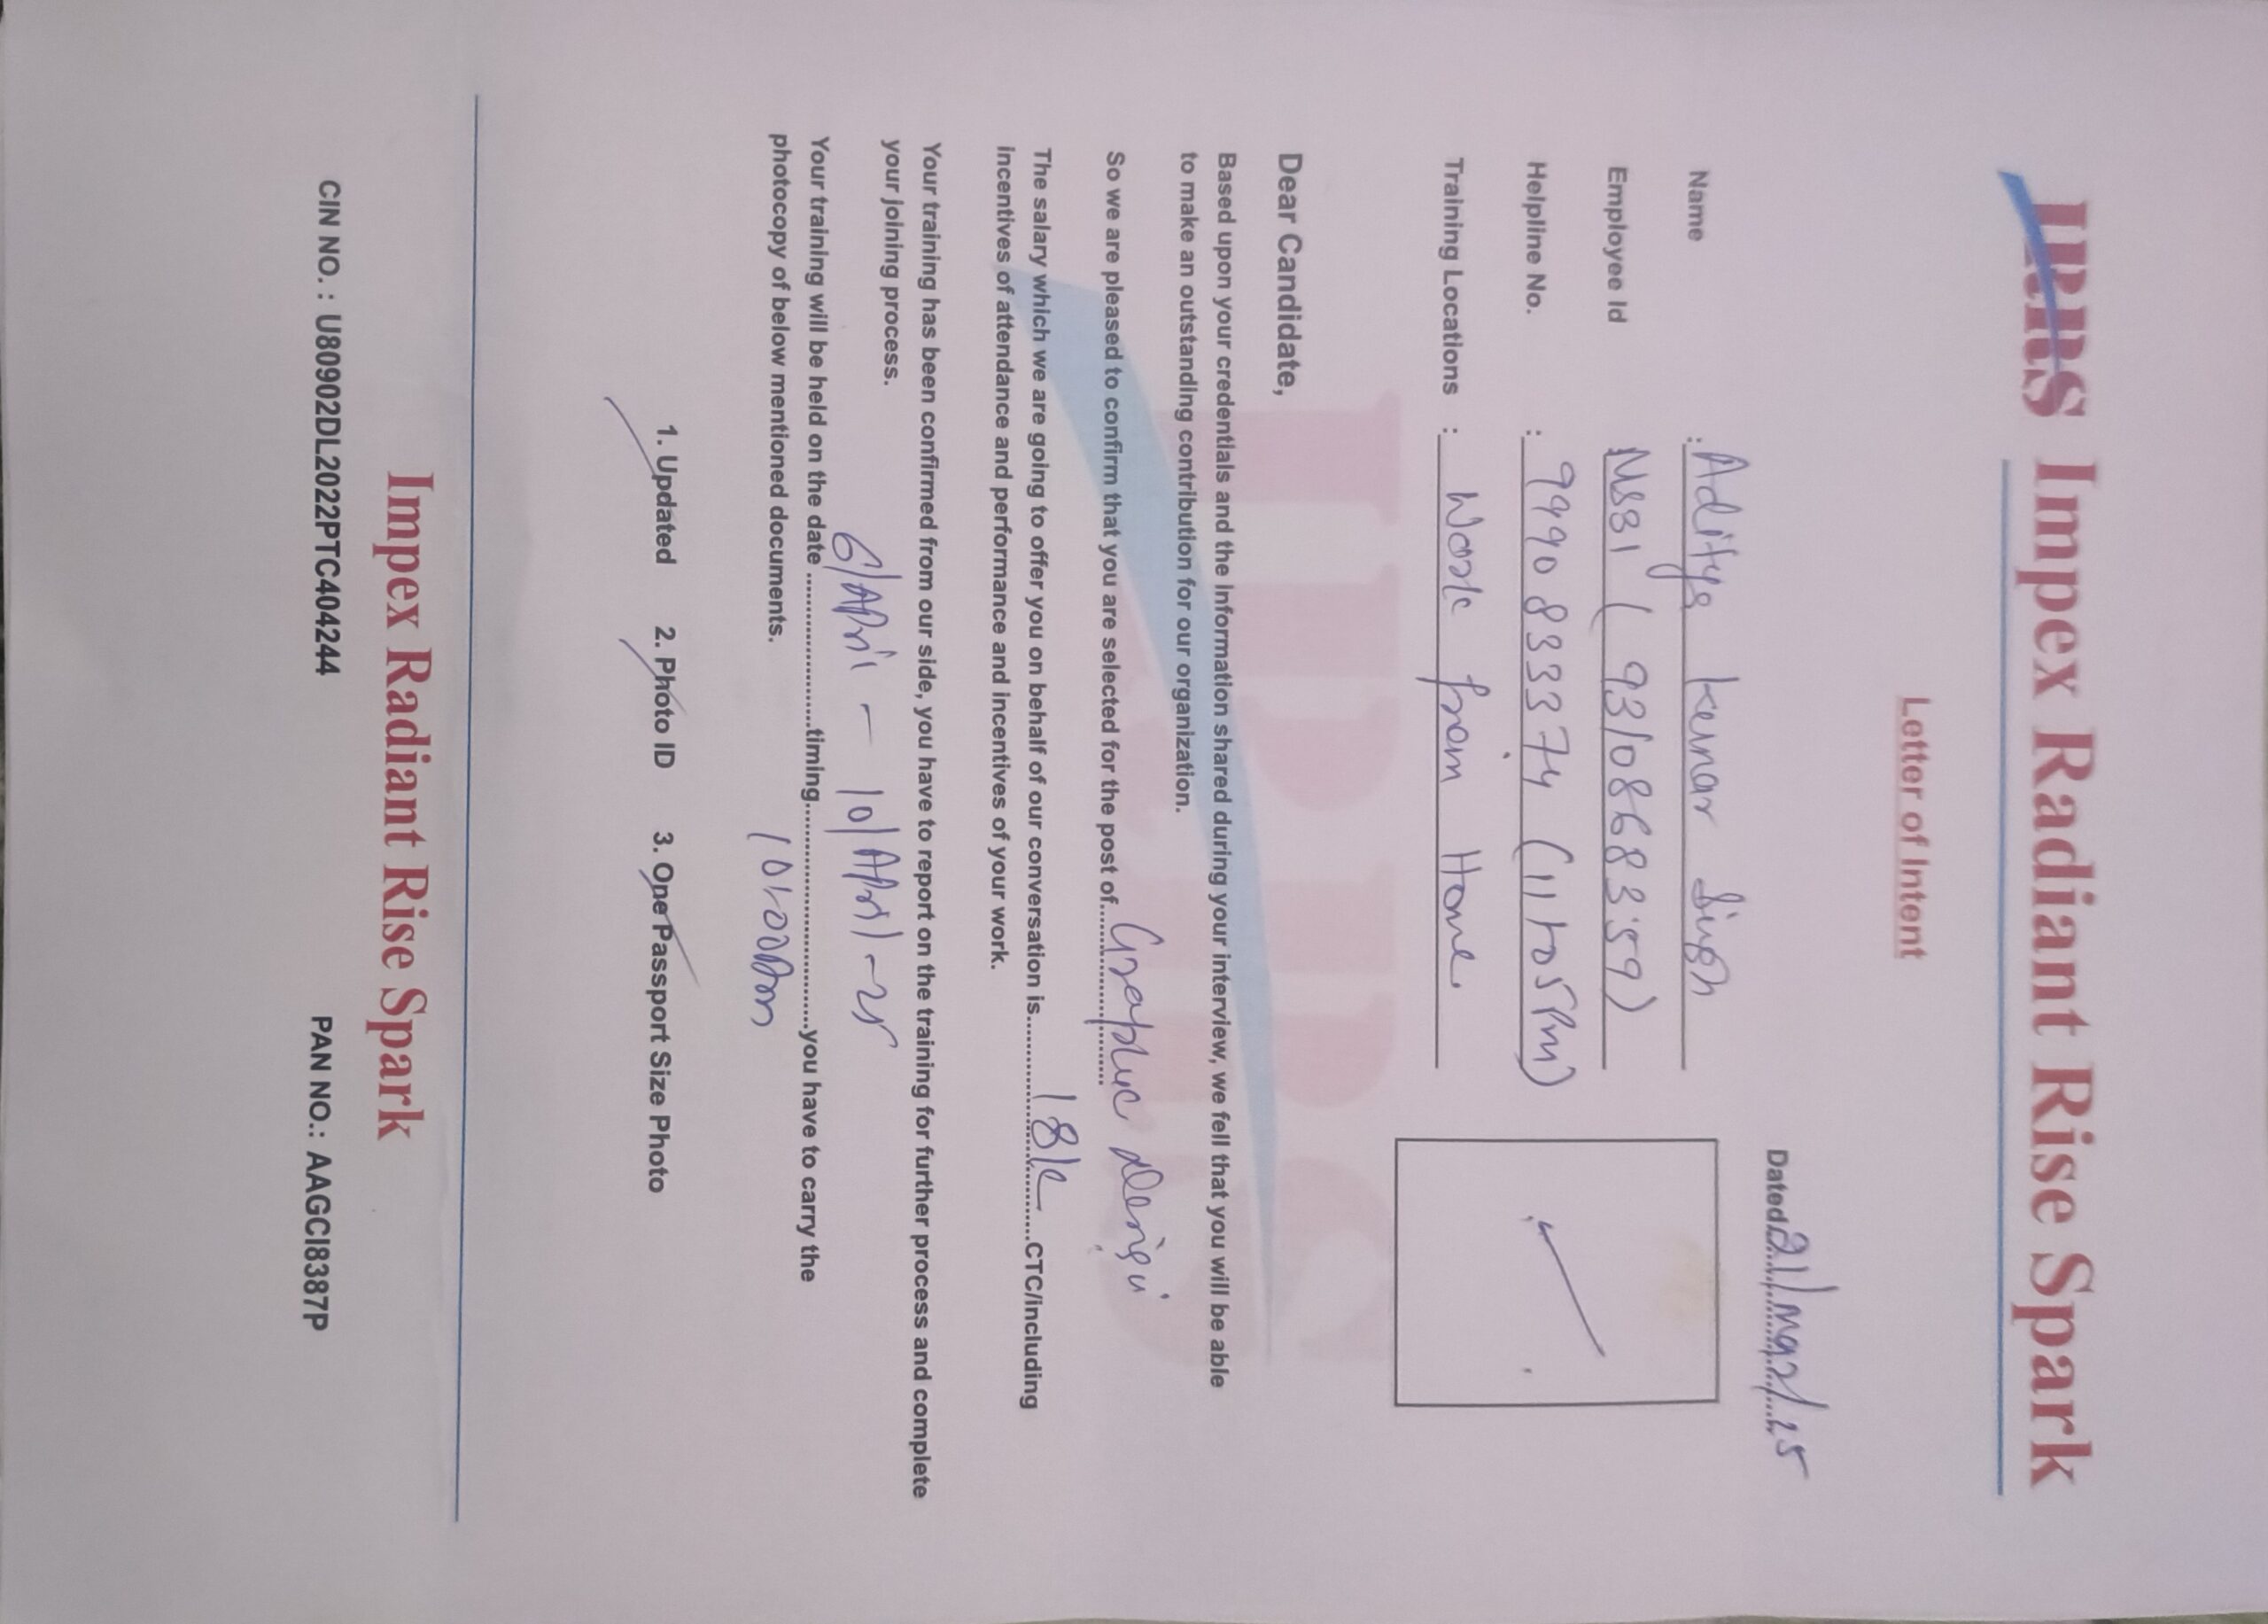 IRRS Impex Radiant Rise Spark
Letter of Intent
Dated 21/mar/25
Name : Aditya kumar Singh
Employee Id : N831 ( 9310868359)
Helpline No. : 9990833374 (11 to 5 Pm)
Training Locations : Work from Home.
Dear Candidate,
Based upon your credentials and the information shared during your interview, we fell that you will be able
to make an outstanding contribution for our organization.
So we are pleased to confirm that you are selected for the post of.......... Graphic Design
The salary which we are going to offer you on behalf of our conversation is.......... 18k ..........CTC/including
incentives of attendance and performance and incentives of your work.
Your training has been confirmed from our side, you have to report on the training for further process and complete
your joining process.
6/April – 10/April-25
Your training will be held on the date ....................timing..............................you have to carry the
photocopy of below mentioned documents.
1. Updated 2. Photo ID 3. One Passport Size Photo
Impex Radiant Rise Spark
CIN NO. : U80902DL2022PTC404244 PAN NO.: AAGCI8387P